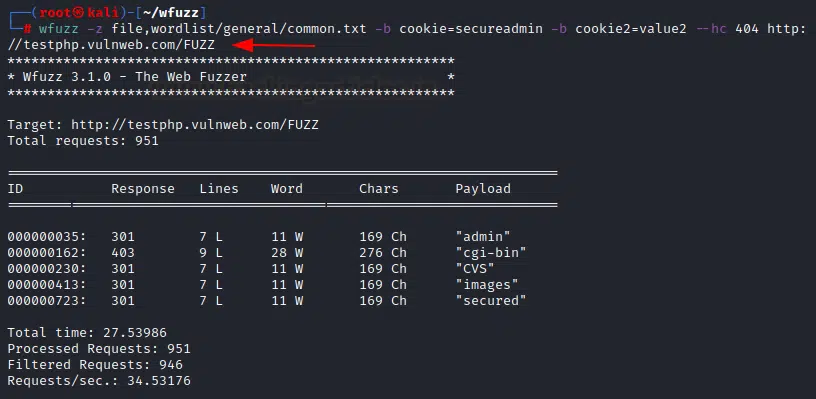 ┌──(root㉿kali)-[~/wfuzz]
└─# wfuzz -z file,wordlist/general/common.txt -b cookie=secureadmin -b cookie2=value2 --hc 404 http:
//testphp.vulnweb.com/FUZZ
********************************************************
* Wfuzz 3.1.0 - The Web Fuzzer                         *
********************************************************
Target: http://testphp.vulnweb.com/FUZZ
Total requests: 951
=====================================================================
ID           Response   Lines    Word       Chars       Payload
=====================================================================
000000035:   301        7 L      11 W       169 Ch      "admin"
000000162:   403        9 L      28 W       276 Ch      "cgi-bin"
000000230:   301        7 L      11 W       169 Ch      "CVS"
000000413:   301        7 L      11 W       169 Ch      "images"
000000723:   301        7 L      11 W       169 Ch      "secured"
Total time: 27.53986
Processed Requests: 951
Filtered Requests: 946
Requests/sec.: 34.53176